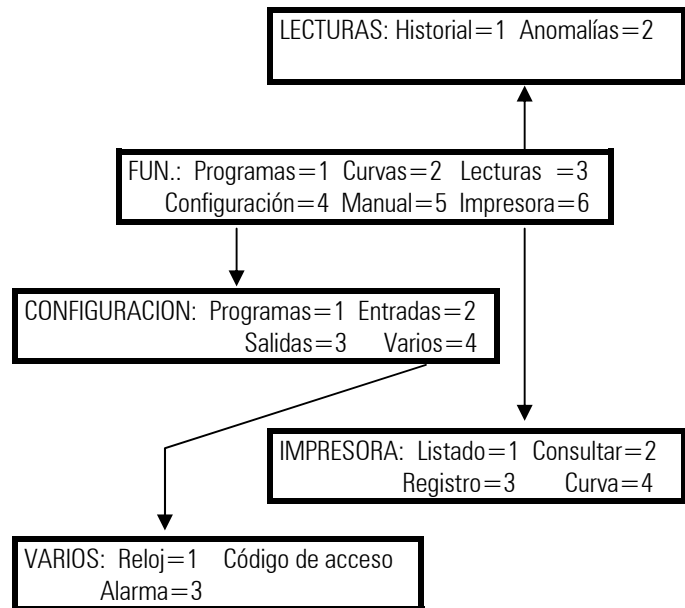 LECTURAS: Historial=1 Anomalías=2
FUN.: Programas=1 Curvas=2 Lecturas =3
Configuración=4 Manual=5 Impresora=6
CONFIGURACION: Programas=1 Entradas=2
Salidas=3 Varios=4
IMPRESORA: Listado=1 Consultar=2
Registro=3 Curva=4
VARIOS: Reloj=1 Código de acceso
Alarma=3